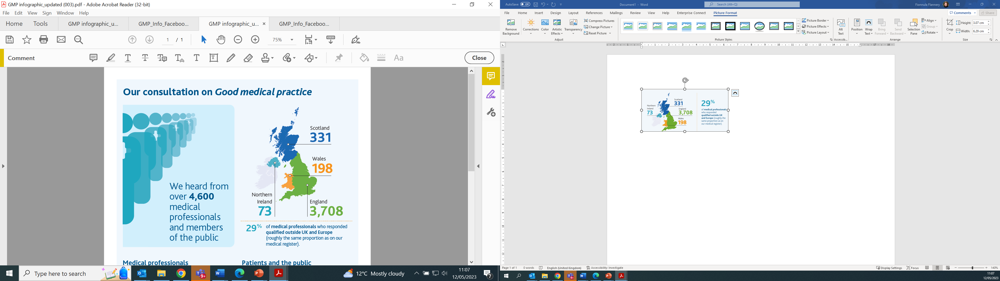 GMP infographic_updated (003).pdf - Adobe Acrobat Reader (32-bit)
File Edit View Sign Window Help
Home Tools GMP infographic_u... GMP_Info_Faceboo... GMP infographic_u... × GMP_Info_Faceboo...
1 / 1 75%
Comment Close
Our consultation on Good medical practice
We heard from
over 4,600
medical
professionals
and members
of the public
Scotland
331
Wales
198
Northern
Ireland
73
England
3,708
29%
of medical professionals who responded
qualified outside UK and Europe
(roughly the same proportion as on our
medical register).
Medical professionals
Patients and the public
Type here to search
12°C Mostly cloudy
11:07
12/05/2023
7
AutoSave Off Document1 - Word Search (Alt+Q) Fionnula Flannery
File Home Insert Design Layout References Mailings Review View Help Enterprise Connect Picture Format Comments Share
Remove
Background
Corrections
Color
Artistic
Effects
Transparency
Compress Pictures
Change Picture
Reset Picture
Adjust
Picture Styles
Picture Border
Picture Effects
Picture Layout
Alt
Text
Accessib...
Position
Wrap
Text
Bring
Forward
Send
Backward
Selection
Pane
Align
Group
Rotate
Arrange
Crop
Height: 3.07 cm
Width: 6.29 cm
Size
Scotland
331
Northern
Ireland
73
England
3,708
Wales
198
29%
of medical professionals
who responded
qualified outside UK
and Europe (roughly the
same proportion as on
our medical register).
Page 1 of 1 0 words English (United Kingdom) Accessibility: Investigate Display Settings Focus 140%
11:07
12/05/2023